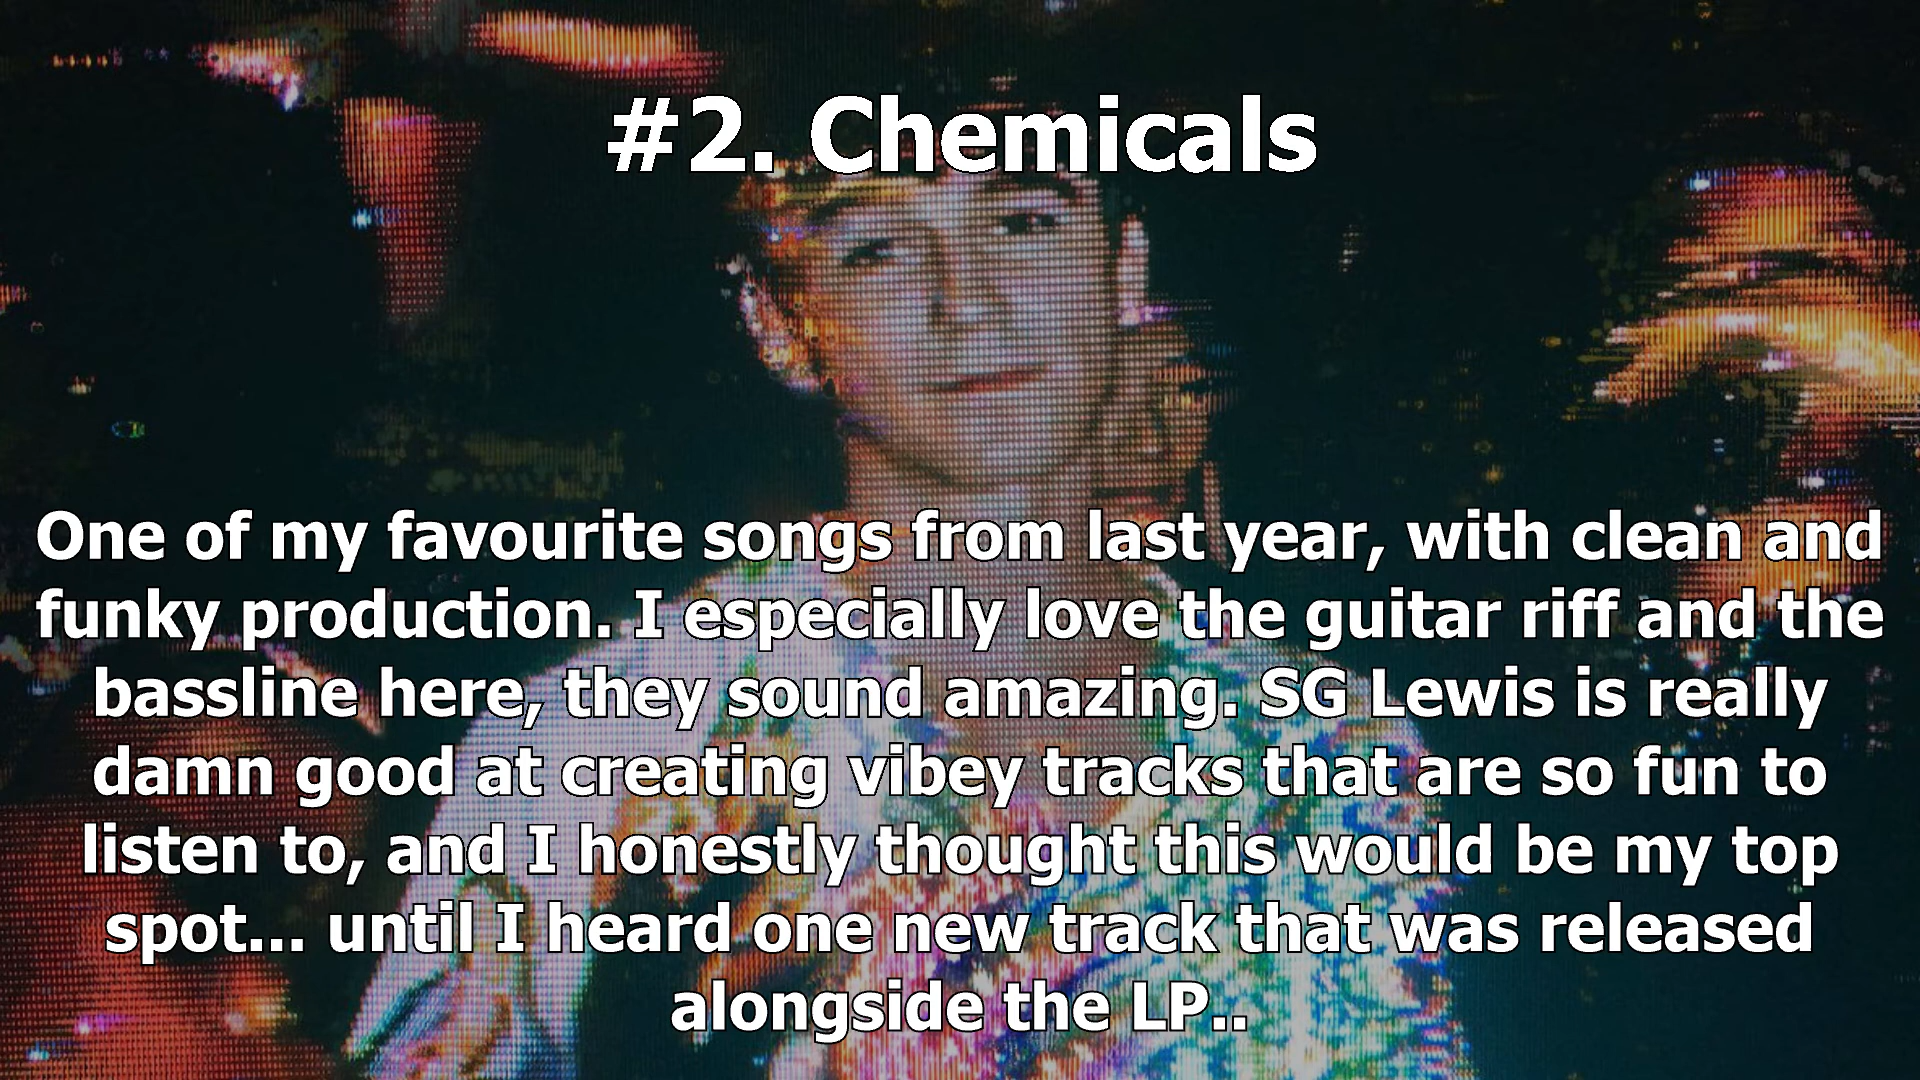 #2. Chemicals
One of my favourite songs from last year, with clean and
funky production. I especially love the guitar riff and the
bassline here, they sound amazing. SG Lewis is really
damn good at creating vibey tracks that are so fun to
listen to, and I honestly thought this would be my top
spot... until I heard one new track that was released
alongside the LP..